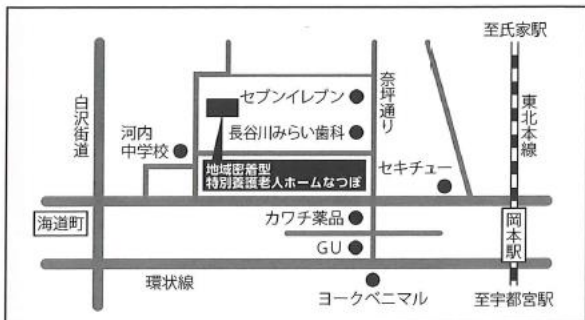 至氏家駅
白沢街道
河内
中学校
セブンイレブン
長谷川みらい歯科
奈坪通り
東北本線
地域密着型
特別養護老人ホームなつぼ
セキチュー
海道町
カワチ薬品
GU
岡本駅
環状線
ヨークベニマル
至宇都宮駅